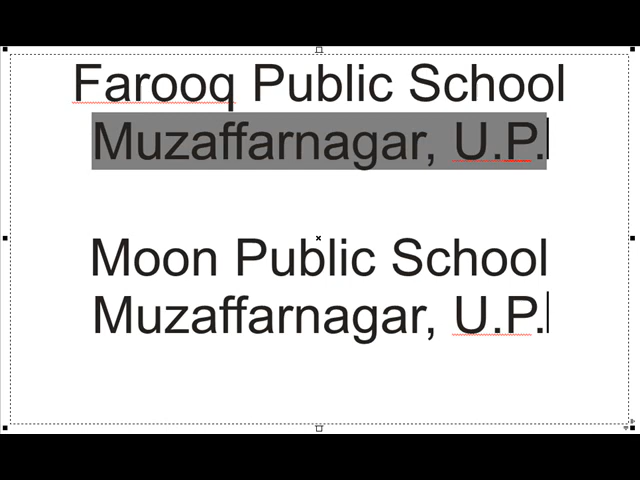 Farooq Public School
Muzaffarnagar, U.P.
Moon Public School
Muzaffarnagar, U.P.